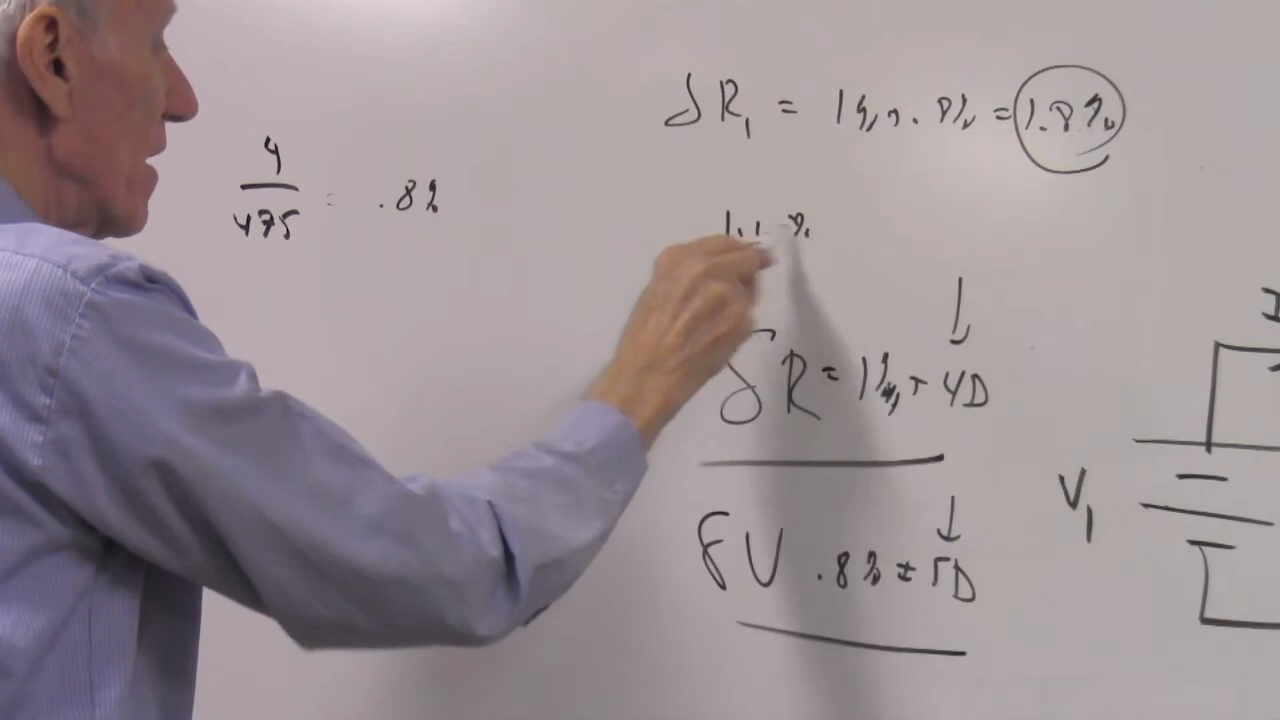 δR₁ = 1% + .8% = 1.8%
4
475 = .8%
δR = 1% + 4D
I
V₁
δV .8% ± 5D